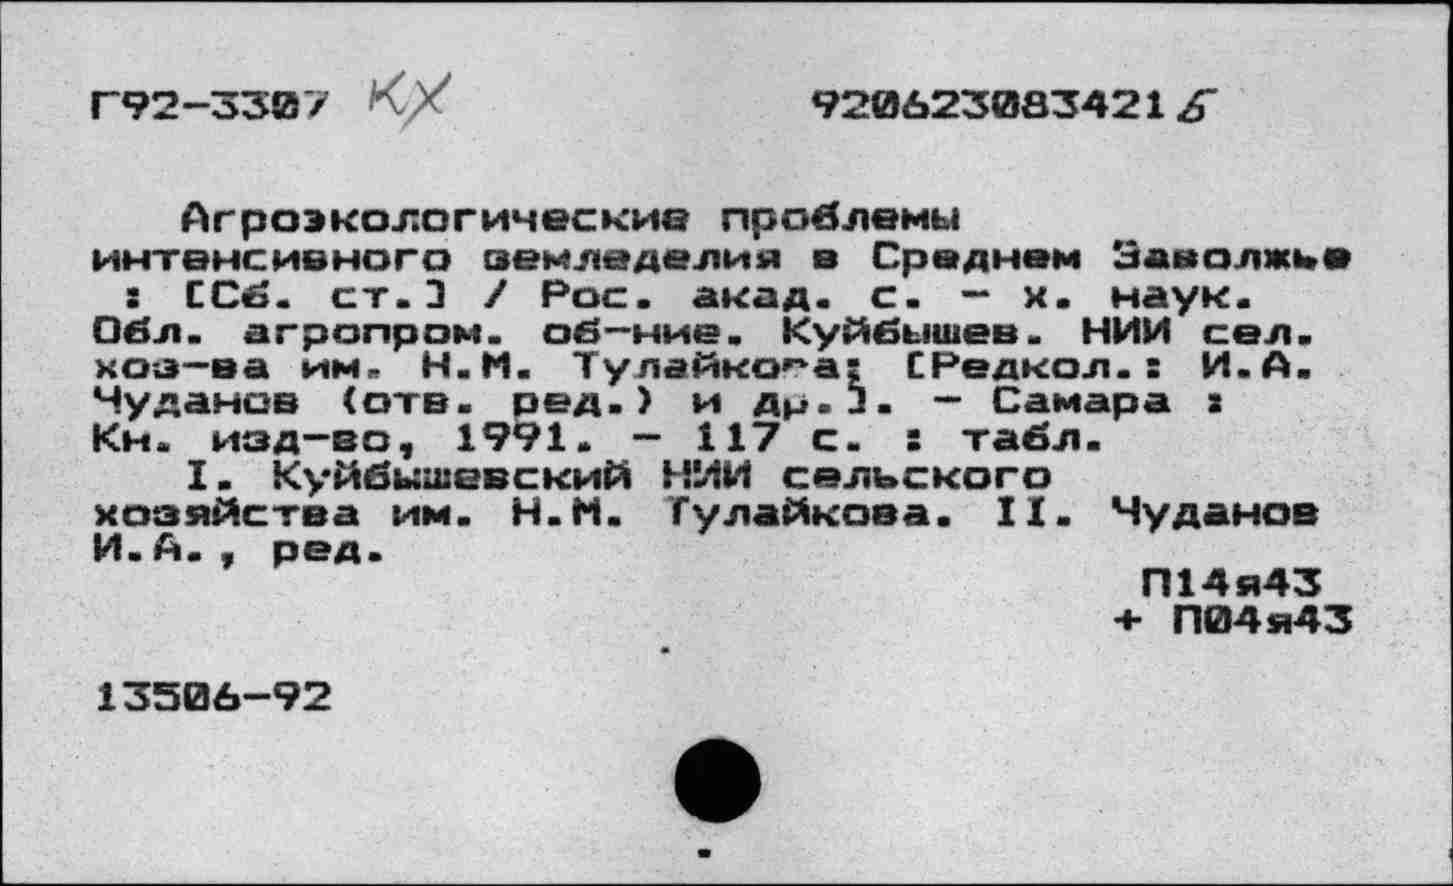 Г92-3307 КХ 9206230834216
Агроэкологические проблемы
интенсивного земледелия в Среднем Заволжье
: [Сб. ст.] / Рос. акад. с. - х. наук.
Обл. агропром. об-ние. Куйбышев. НИИ сел.
хоз-ва им. Н.М. Тулайкова; [Редкол.: И.А.
Чуданов (отв. ред.) и др.]. - Самара :
Кн. изд-во, 1991. - 117 с. : табл.
I. Куйбышевский НИИ сельского
хозяйства им. Н.М. Тулайкова. II. Чуданов
И.А., ред.
П14я43
+ П04я43
13506-92